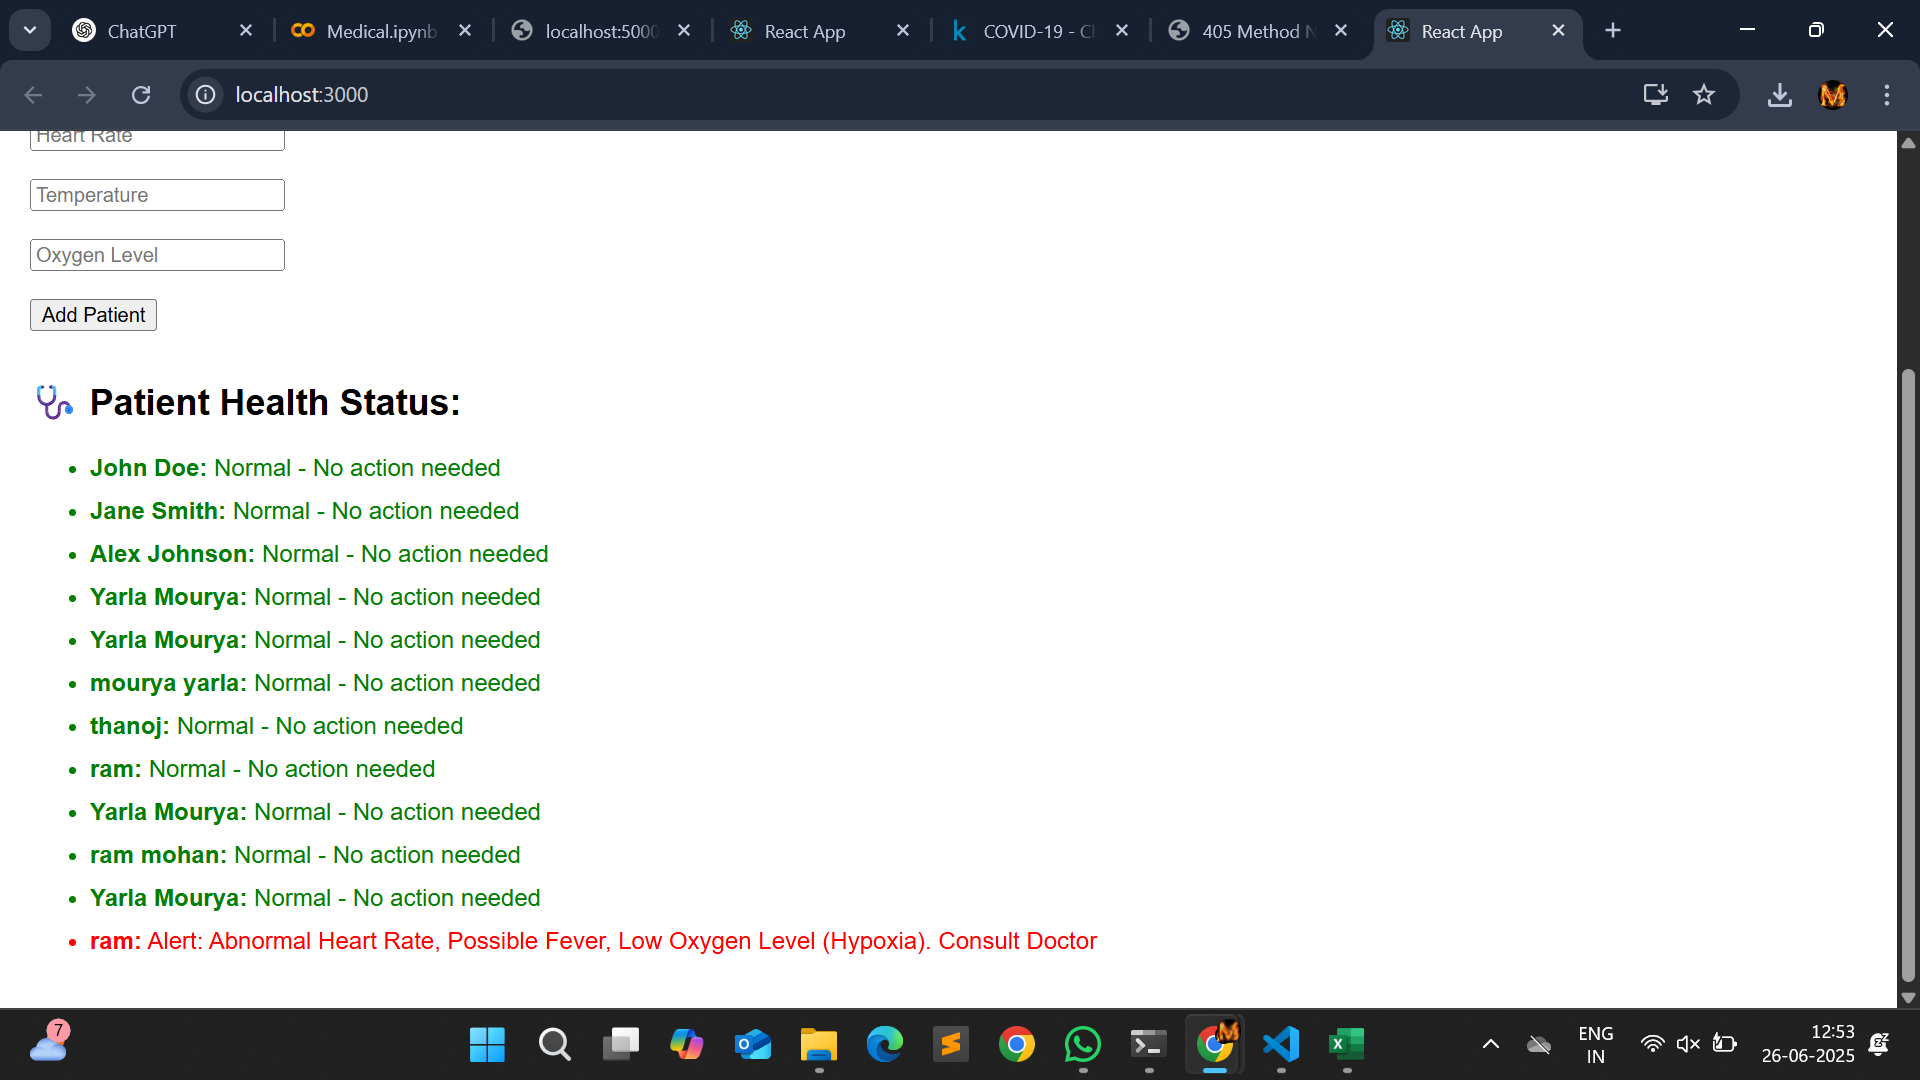 ChatGPT
Medical.ipynb
localhost:5000
React App
COVID-19 - Cl
405 Method N
React App
localhost:3000
Heart Rate
Temperature
Oxygen Level
Add Patient
Patient Health Status:
John Doe: Normal - No action needed
Jane Smith: Normal - No action needed
Alex Johnson: Normal - No action needed
Yarla Mourya: Normal - No action needed
Yarla Mourya: Normal - No action needed
mourya yarla: Normal - No action needed
thanoj: Normal - No action needed
ram: Normal - No action needed
Yarla Mourya: Normal - No action needed
ram mohan: Normal - No action needed
Yarla Mourya: Normal - No action needed
ram: Alert: Abnormal Heart Rate, Possible Fever, Low Oxygen Level (Hypoxia). Consult Doctor
7
ENG
IN
12:53
26-06-2025